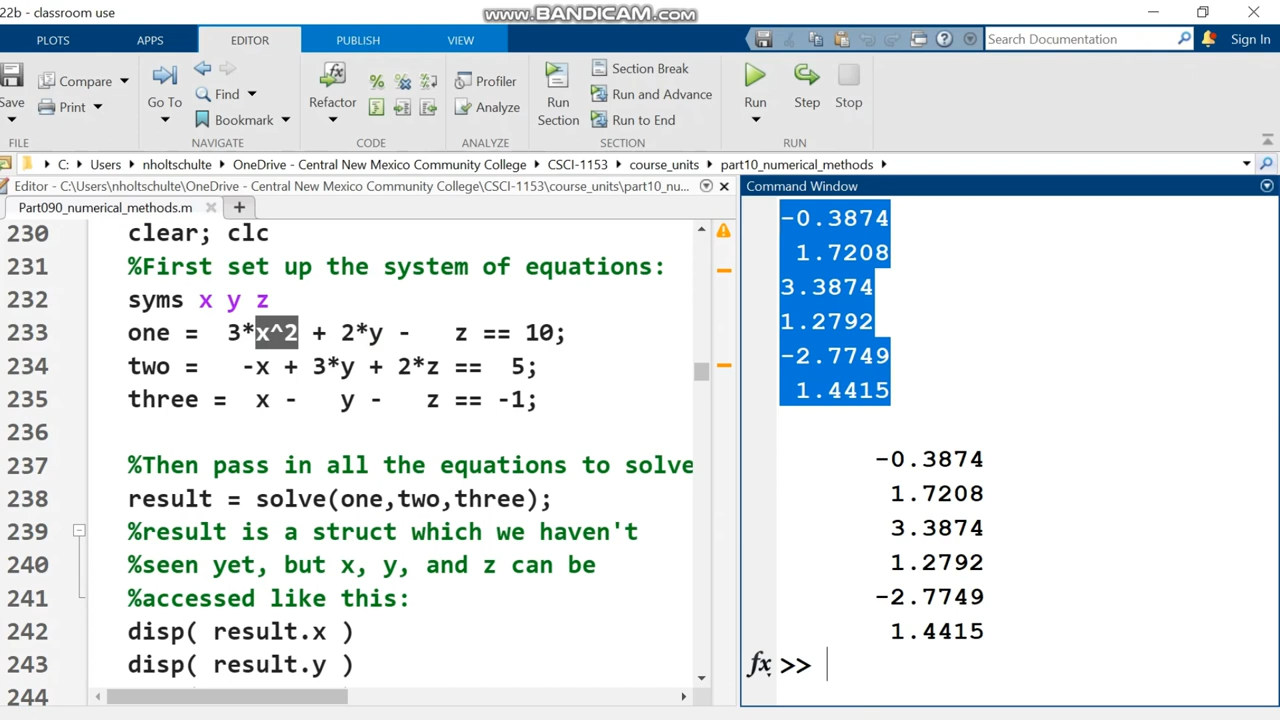 22b - classroom use
www.BANDICAM.com
PLOTS APPS EDITOR PUBLISH VIEW
Search Documentation
Sign In
Save
Compare
Print
Go To
Find
Bookmark
Refactor
Profiler
Analyze
Run Section
Section Break
Run and Advance
Run to End
Run
Step
Stop
FILE NAVIGATE CODE ANALYZE SECTION RUN
C: Users nholtschulte OneDrive - Central New Mexico Community College CSCI-1153 course_units part10_numerical_methods
Editor - C:\Users\nholtschulte\OneDrive - Central New Mexico Community College\CSCI-1153\course_units\part10_nu...
Part090_numerical_methods.m
230 clear; clc
231 %First set up the system of equations:
232 syms x y z
233 one = 3*x^2 + 2*y - z == 10;
234 two = -x + 3*y + 2*z == 5;
235 three = x - y - z == -1;
236
237 %Then pass in all the equations to solve
238 result = solve(one,two,three);
239 %result is a struct which we haven't
240 %seen yet, but x, y, and z can be
241 %accessed like this:
242 disp( result.x )
243 disp( result.y )
244
Command Window
-0.3874
1.7208
3.3874
1.2792
-2.7749
1.4415
-0.3874
1.7208
3.3874
1.2792
-2.7749
1.4415
fx >>